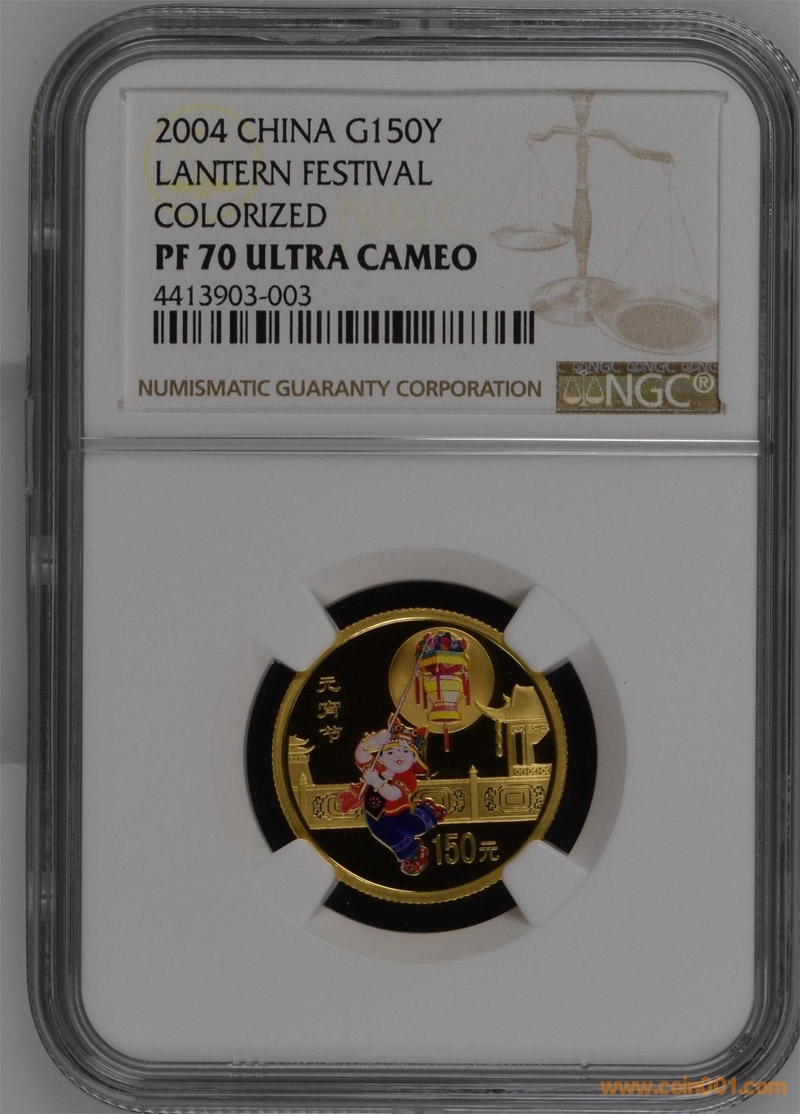 2004 CHINA G150Y
LANTERN FESTIVAL
COLORIZED
PF 70 ULTRA CAMEO
4413903-003
NUMISMATIC GUARANTY CORPORATION
NGC®
元宵节
150元
www.coin001.com